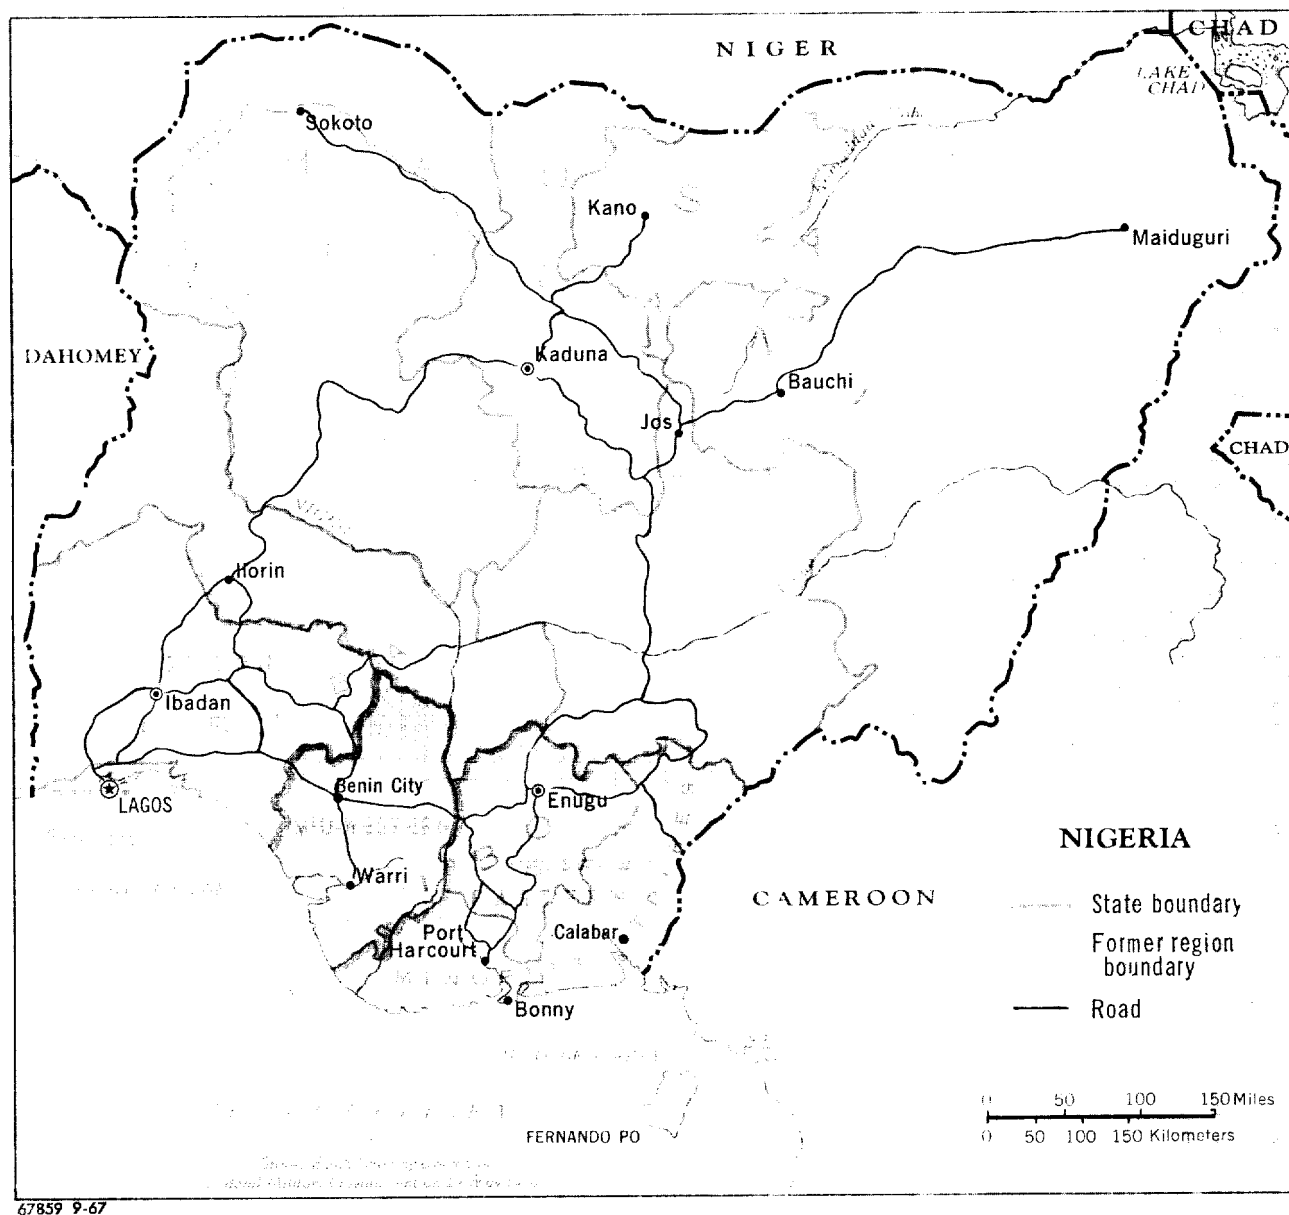 NIGER
CHAD
LAKE
CHAD
Sokoto
Kano
Maiduguri
DAHOMEY
Kaduna
Bauchi
Jos
CHAD
Niger
Ilorin
Ibadan
Benin City
Enugu
LAGOS
NIGERIA
Warri
CAMEROON
State boundary
Port
Harcourt
Calabar
Former region
boundary
Bonny
Road
0 50 100 150 Miles
0 50 100 150 Kilometers
FERNANDO PO
67859 9-67